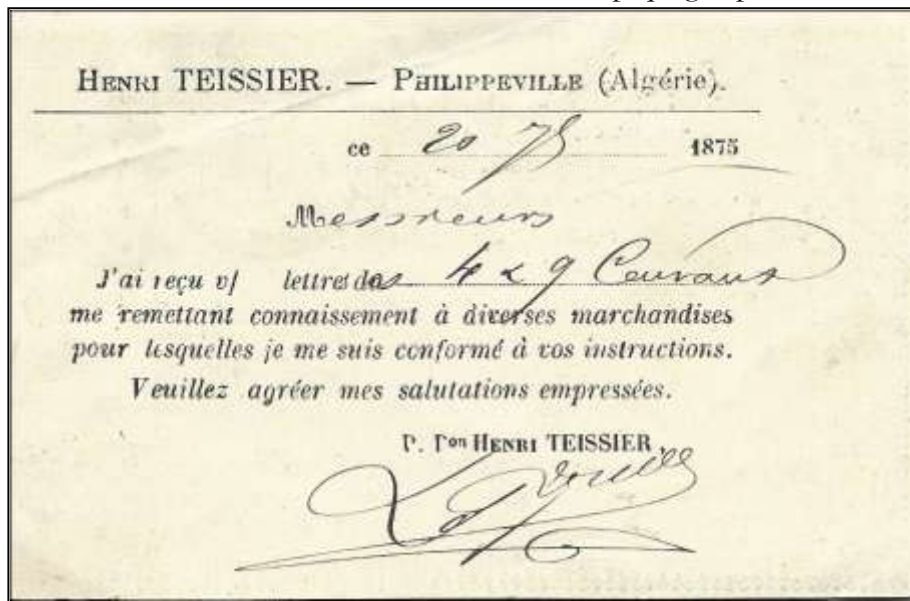 HENRI TEISSIER. — PHILIPPEVILLE (Algérie).
ce 20 7b 1875
Messieurs
J'ai reçu v/ lettres des 4 & 9 Courant
me remettant connaissement à diverses marchandises
pour lesquelles je me suis conformé à vos instructions.
Veuillez agréer mes salutations empressées.
P. Pon HENRI TEISSIER,